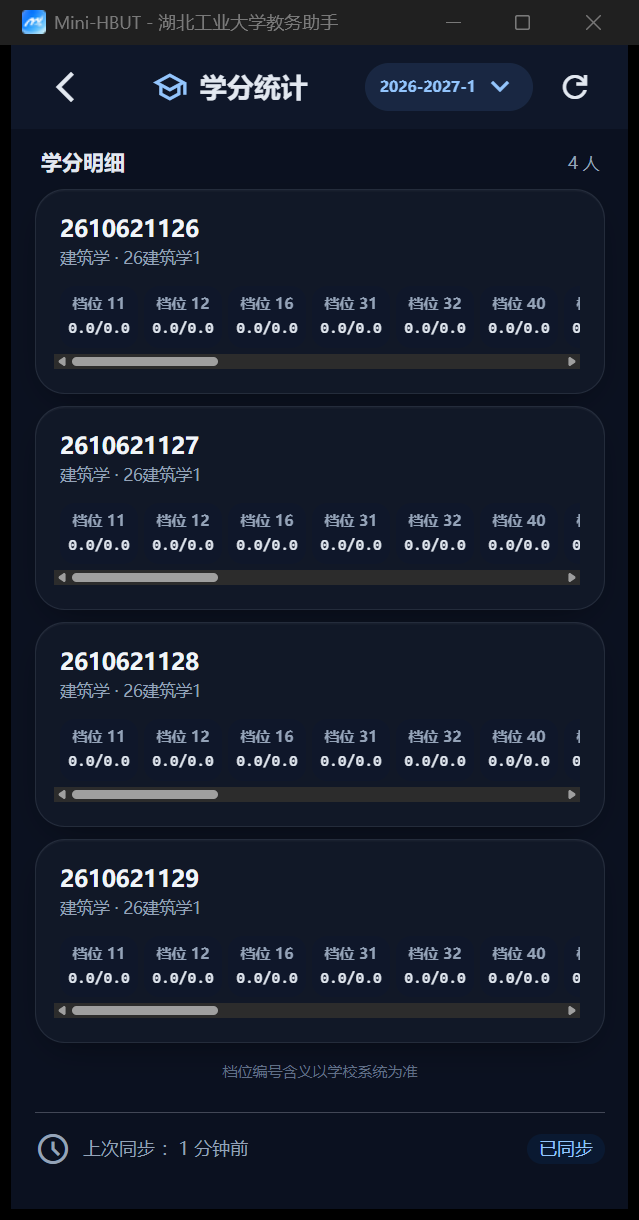 Mini-HBUT - 湖北工业大学教务助手
学分统计 2026-2027-1
学分明细 4 人
2610621126
建筑学 · 26建筑学1
档位 11 档位 12 档位 16 档位 31 档位 32 档位 40
0.0/0.0 0.0/0.0 0.0/0.0 0.0/0.0 0.0/0.0 0.0/0.0
2610621127
建筑学 · 26建筑学1
档位 11 档位 12 档位 16 档位 31 档位 32 档位 40
0.0/0.0 0.0/0.0 0.0/0.0 0.0/0.0 0.0/0.0 0.0/0.0
2610621128
建筑学 · 26建筑学1
档位 11 档位 12 档位 16 档位 31 档位 32 档位 40
0.0/0.0 0.0/0.0 0.0/0.0 0.0/0.0 0.0/0.0 0.0/0.0
2610621129
建筑学 · 26建筑学1
档位 11 档位 12 档位 16 档位 31 档位 32 档位 40
0.0/0.0 0.0/0.0 0.0/0.0 0.0/0.0 0.0/0.0 0.0/0.0
档位编号含义以学校系统为准
上次同步： 1 分钟前 已同步